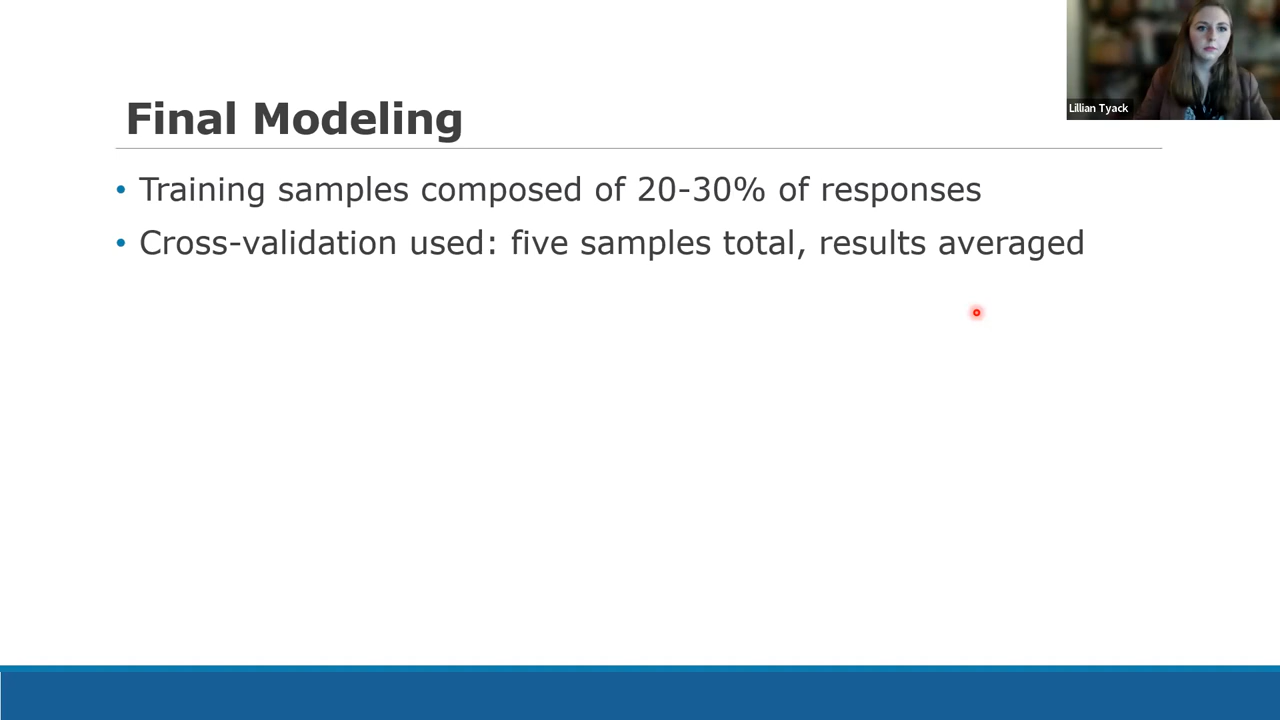 Lillian Tyack
Final Modeling
• Training samples composed of 20-30% of responses
• Cross-validation used: five samples total, results averaged